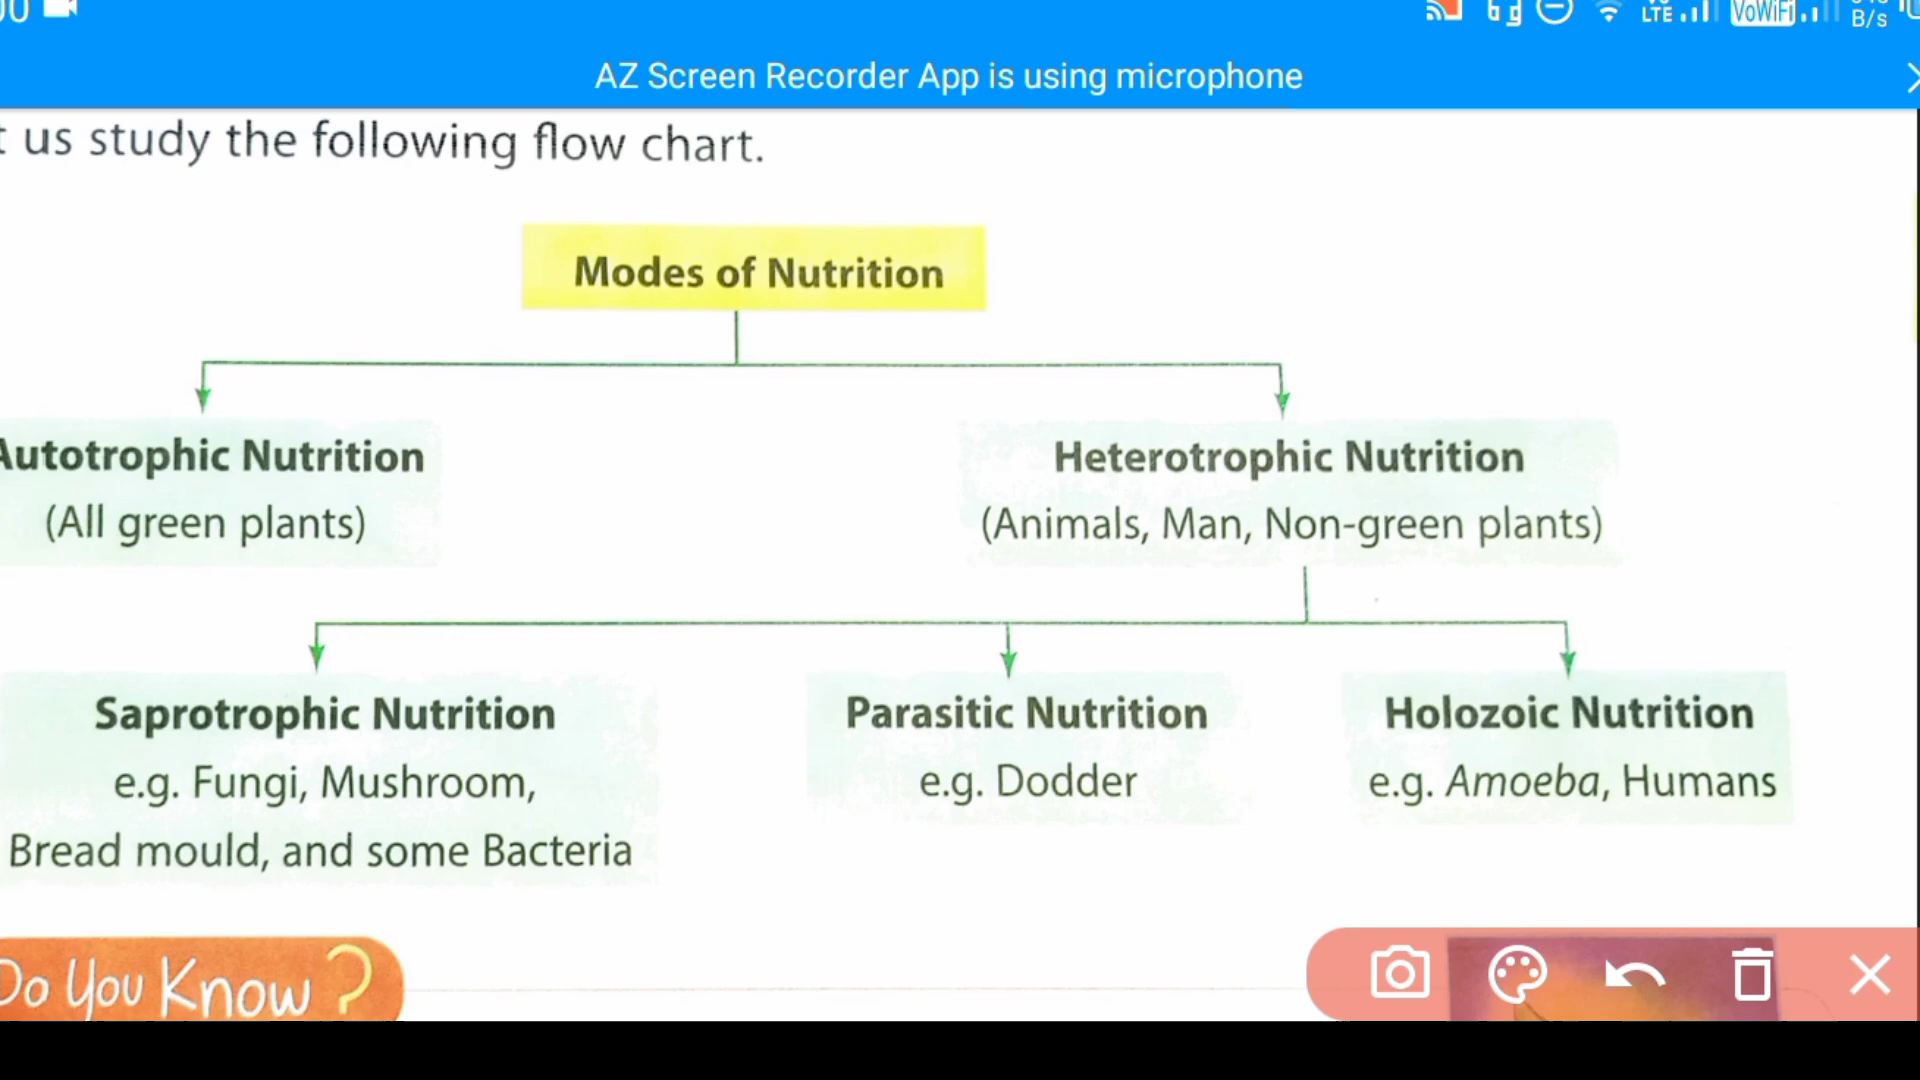 LTE VoWiFi B/s
AZ Screen Recorder App is using microphone
us study the following flow chart.
Modes of Nutrition
Autotrophic Nutrition
(All green plants)
Heterotrophic Nutrition
(Animals, Man, Non-green plants)
Saprotrophic Nutrition
e.g. Fungi, Mushroom,
Bread mould, and some Bacteria
Parasitic Nutrition
e.g. Dodder
Holozoic Nutrition
e.g. Amoeba, Humans
Do You Know?